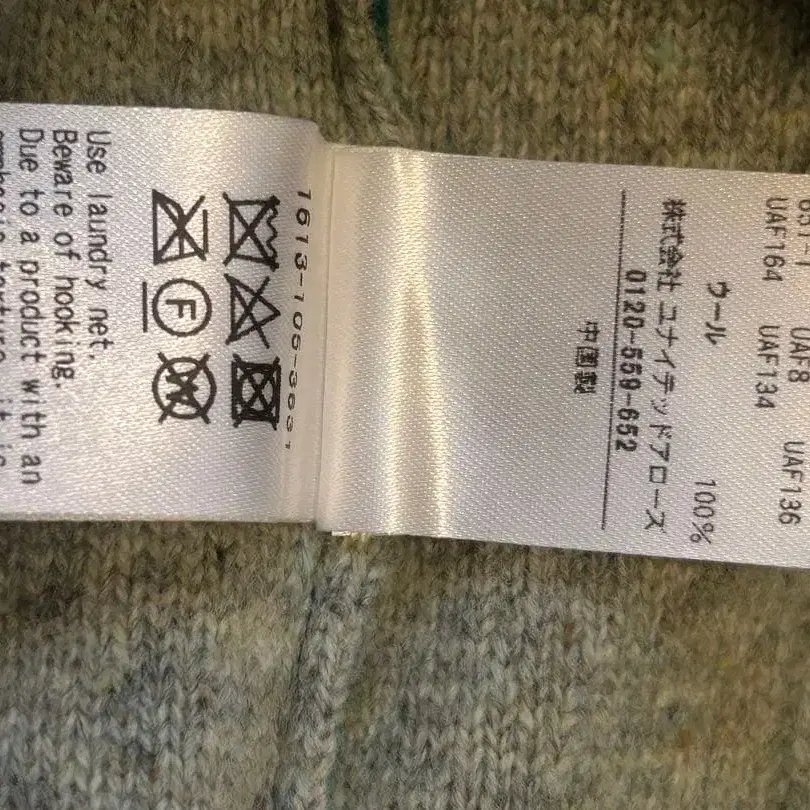 UAF8 UAF136
UAF164 UAF134
ウール 100%
株式会社 ユナイテッドアローズ
0120-559-652
中国製
1613-105-3631
F W
Use laundry net.
Beware of hooking.
Due to a product with an